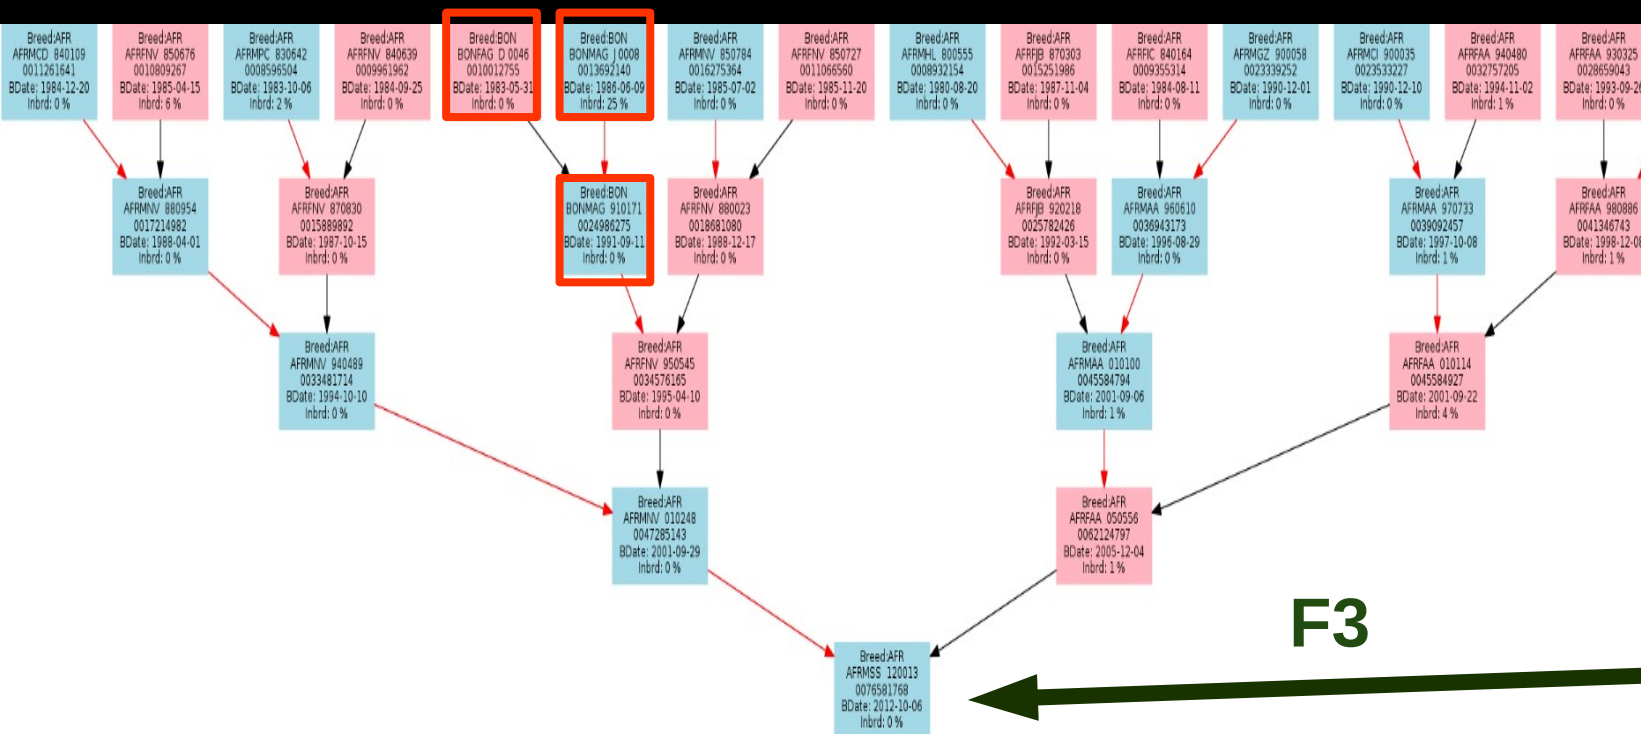 Breed:AFR
AFRMCD 840109
0011261641
BDate: 1984-12-20
Inbrd: 0 %
Breed:AFR
AFRFNV 850676
0010809267
BDate: 1985-04-15
Inbrd: 6 %
Breed:AFR
AFRMPC 830642
0008596504
BDate: 1983-10-06
Inbrd: 2 %
Breed:AFR
AFRFNV 840639
0009961962
BDate: 1984-09-25
Inbrd: 0 %
Breed:BON
BONFAG D 0046
0010012755
BDate: 1983-05-31
Inbrd: 0 %
Breed:BON
BONMAG J 0008
0013692140
BDate: 1986-06-09
Inbrd: 25 %
Breed:AFR
AFRMNV 850784
0016275364
BDate: 1985-07-02
Inbrd: 0 %
Breed:AFR
AFRFNV 850727
0011066560
BDate: 1985-11-20
Inbrd: 0 %
Breed:AFR
AFRMHL 800555
0008932154
BDate: 1980-08-20
Inbrd: 0 %
Breed:AFR
AFRFJB 870303
0015251986
BDate: 1987-11-04
Inbrd: 0 %
Breed:AFR
AFRFJC 840164
0009355314
BDate: 1984-08-11
Inbrd: 0 %
Breed:AFR
AFRMGZ 900058
0023339252
BDate: 1990-12-01
Inbrd: 0 %
Breed:AFR
AFRMCJ 900035
0023533227
BDate: 1990-12-10
Inbrd: 0 %
Breed:AFR
AFRFAA 940480
0032757205
BDate: 1994-11-02
Inbrd: 1 %
Breed:AFR
AFRFAA 930325
0028659043
BDate: 1993-09-26
Inbrd: 0 %
Breed:AFR
AFRMNV 880954
0017214982
BDate: 1988-04-01
Inbrd: 0 %
Breed:AFR
AFRFNV 870830
0015889892
BDate: 1987-10-15
Inbrd: 0 %
Breed:BON
BONMAG 910171
0024986275
BDate: 1991-09-11
Inbrd: 0 %
Breed:AFR
AFRFNV 880023
0018681080
BDate: 1988-12-17
Inbrd: 0 %
Breed:AFR
AFRFJB 920218
0025782426
BDate: 1992-03-15
Inbrd: 0 %
Breed:AFR
AFRMAA 960610
0036943173
BDate: 1996-08-29
Inbrd: 0 %
Breed:AFR
AFRMAA 970733
0039092457
BDate: 1997-10-08
Inbrd: 1 %
Breed:AFR
AFRFAA 980886
0041346743
BDate: 1998-12-08
Inbrd: 1 %
Breed:AFR
AFRMNV 940489
0033481714
BDate: 1994-10-10
Inbrd: 0 %
Breed:AFR
AFRFNV 950545
0034576165
BDate: 1995-04-10
Inbrd: 0 %
Breed:AFR
AFRMAA 010100
0045584794
BDate: 2001-09-06
Inbrd: 1 %
Breed:AFR
AFRFAA 010114
0045584927
BDate: 2001-09-22
Inbrd: 4 %
Breed:AFR
AFRMNV 010248
0047285143
BDate: 2001-09-29
Inbrd: 0 %
Breed:AFR
AFRFAA 050556
0062124797
BDate: 2005-12-04
Inbrd: 1 %
F3
Breed:AFR
AFRMSS 120013
0076581768
BDate: 2012-10-06
Inbrd: 0 %